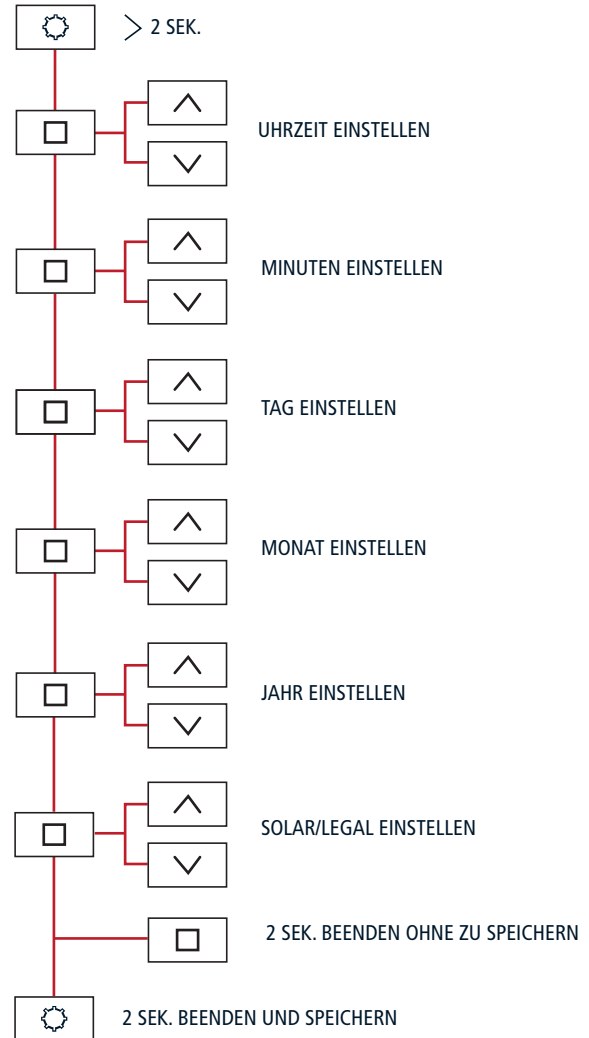 > 2 SEK.
UHRZEIT EINSTELLEN
MINUTEN EINSTELLEN
TAG EINSTELLEN
MONAT EINSTELLEN
JAHR EINSTELLEN
SOLAR/LEGAL EINSTELLEN
2 SEK. BEENDEN OHNE ZU SPEICHERN
2 SEK. BEENDEN UND SPEICHERN